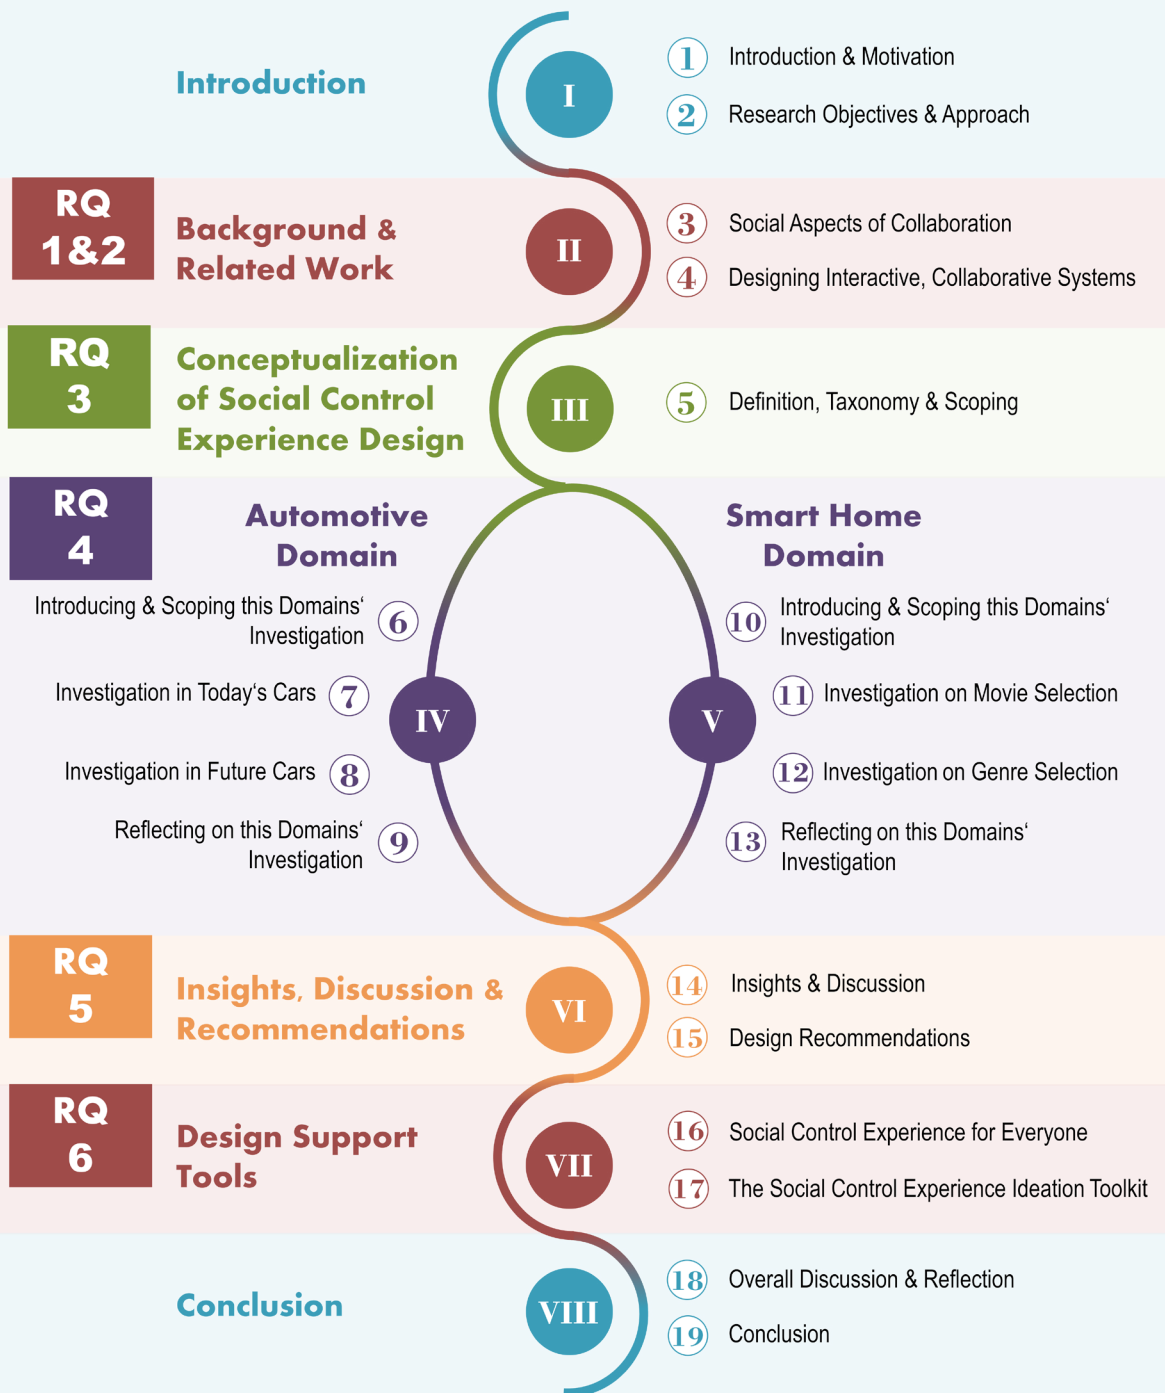 Introduction
I
1 Introduction & Motivation
2 Research Objectives & Approach
RQ
1&2
Background &
Related Work
II
3 Social Aspects of Collaboration
4 Designing Interactive, Collaborative Systems
RQ
3
Conceptualization
of Social Control
Experience Design
III
5 Definition, Taxonomy & Scoping
RQ
4
Automotive
Domain
Introducing & Scoping this Domains‘
Investigation
6
Investigation in Today‘s Cars 7
Investigation in Future Cars 8
Reflecting on this Domains‘
Investigation
9
IV
Smart Home
Domain
10
Introducing & Scoping this Domains‘
Investigation
11 Investigation on Movie Selection
12 Investigation on Genre Selection
13
Reflecting on this Domains‘
Investigation
V
RQ
5
Insights, Discussion &
Recommendations
VI
14 Insights & Discussion
15 Design Recommendations
RQ
6
Design Support
Tools
VII
16 Social Control Experience for Everyone
17 The Social Control Experience Ideation Toolkit
Conclusion
VIII
18 Overall Discussion & Reflection
19 Conclusion